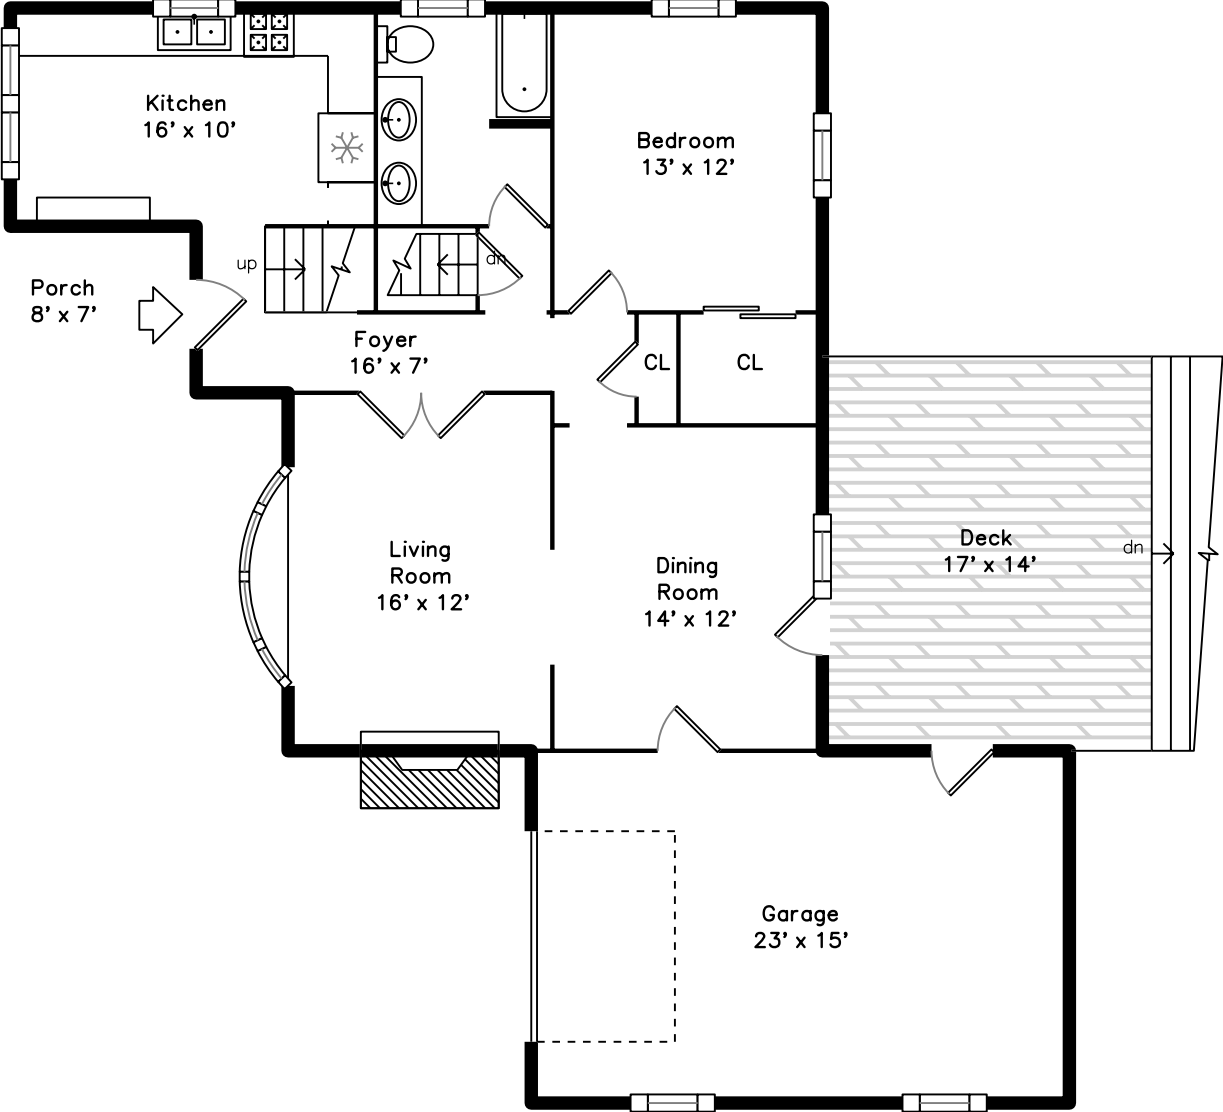 Kitchen
16' x 10'
Bedroom
13' x 12'
up
dn
Porch
8' x 7'
Foyer
16' x 7'
CL
CL
Living
Room
16' x 12'
Dining
Room
14' x 12'
Deck
17' x 14'
dn
Garage
23' x 15'